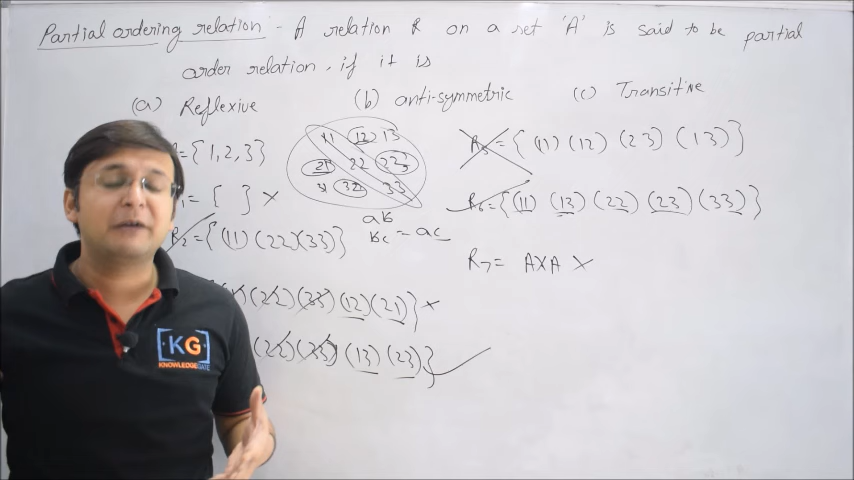 Partial ordering relation - A relation R on a set 'A' is said to be partial
order relation, if it is
(a) Reflexive (b) anti-symmetric (c) Transitive
={1,2,3}
11 12 13
21 22 23
31 32 33
R1 = { } ×
R2 = {(11) (22) (33)}
ab
bc = ac
(22) (33) (12) (21)} ×
(22) (33) (13) (23)}
R5 = {(11) (12) (23) (13)}
R6 = {(11) (13) (22) (23) (33)}
R7 = A×A ×
KG
KNOWLEDGE GATE